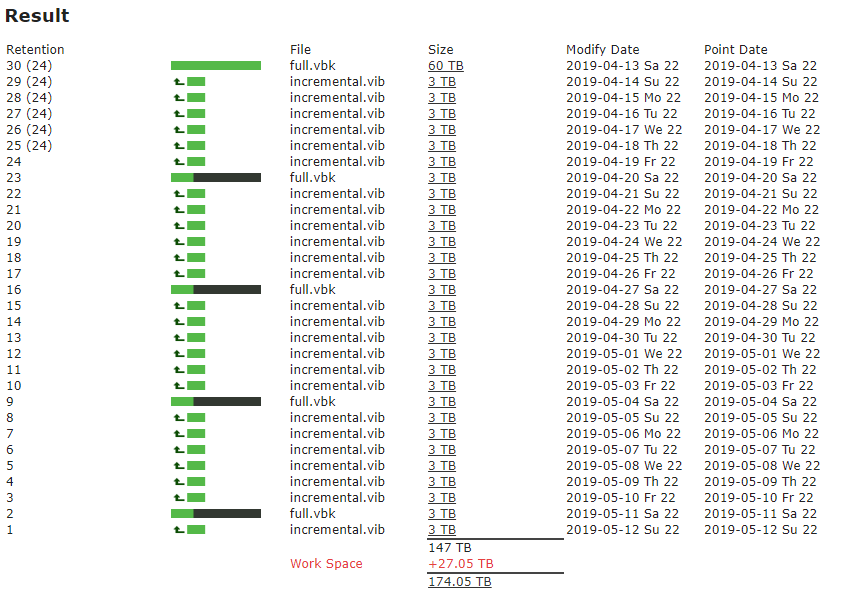 Result
Retention File Size Modify Date Point Date
30 (24) full.vbk 60 TB 2019-04-13 Sa 22 2019-04-13 Sa 22
29 (24) incremental.vib 3 TB 2019-04-14 Su 22 2019-04-14 Su 22
28 (24) incremental.vib 3 TB 2019-04-15 Mo 22 2019-04-15 Mo 22
27 (24) incremental.vib 3 TB 2019-04-16 Tu 22 2019-04-16 Tu 22
26 (24) incremental.vib 3 TB 2019-04-17 We 22 2019-04-17 We 22
25 (24) incremental.vib 3 TB 2019-04-18 Th 22 2019-04-18 Th 22
24 incremental.vib 3 TB 2019-04-19 Fr 22 2019-04-19 Fr 22
23 full.vbk 3 TB 2019-04-20 Sa 22 2019-04-20 Sa 22
22 incremental.vib 3 TB 2019-04-21 Su 22 2019-04-21 Su 22
21 incremental.vib 3 TB 2019-04-22 Mo 22 2019-04-22 Mo 22
20 incremental.vib 3 TB 2019-04-23 Tu 22 2019-04-23 Tu 22
19 incremental.vib 3 TB 2019-04-24 We 22 2019-04-24 We 22
18 incremental.vib 3 TB 2019-04-25 Th 22 2019-04-25 Th 22
17 incremental.vib 3 TB 2019-04-26 Fr 22 2019-04-26 Fr 22
16 full.vbk 3 TB 2019-04-27 Sa 22 2019-04-27 Sa 22
15 incremental.vib 3 TB 2019-04-28 Su 22 2019-04-28 Su 22
14 incremental.vib 3 TB 2019-04-29 Mo 22 2019-04-29 Mo 22
13 incremental.vib 3 TB 2019-04-30 Tu 22 2019-04-30 Tu 22
12 incremental.vib 3 TB 2019-05-01 We 22 2019-05-01 We 22
11 incremental.vib 3 TB 2019-05-02 Th 22 2019-05-02 Th 22
10 incremental.vib 3 TB 2019-05-03 Fr 22 2019-05-03 Fr 22
9 full.vbk 3 TB 2019-05-04 Sa 22 2019-05-04 Sa 22
8 incremental.vib 3 TB 2019-05-05 Su 22 2019-05-05 Su 22
7 incremental.vib 3 TB 2019-05-06 Mo 22 2019-05-06 Mo 22
6 incremental.vib 3 TB 2019-05-07 Tu 22 2019-05-07 Tu 22
5 incremental.vib 3 TB 2019-05-08 We 22 2019-05-08 We 22
4 incremental.vib 3 TB 2019-05-09 Th 22 2019-05-09 Th 22
3 incremental.vib 3 TB 2019-05-10 Fr 22 2019-05-10 Fr 22
2 full.vbk 3 TB 2019-05-11 Sa 22 2019-05-11 Sa 22
1 incremental.vib 3 TB 2019-05-12 Su 22 2019-05-12 Su 22
147 TB
Work Space +27.05 TB
174.05 TB